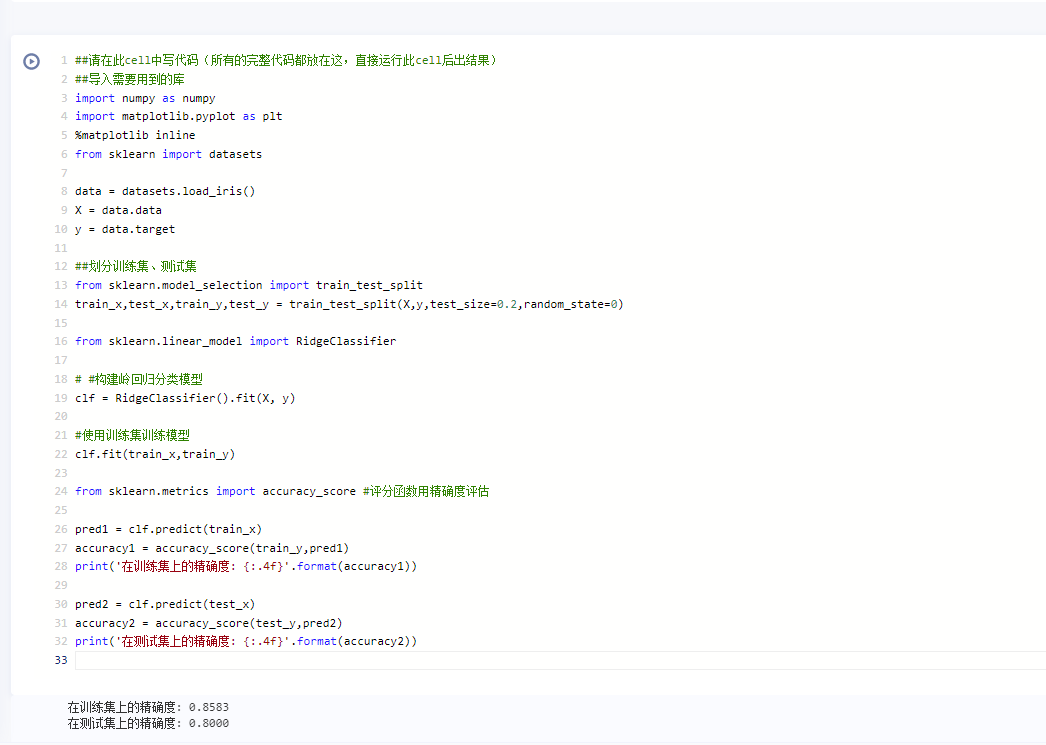 1 ##请在此cell中写代码（所有的完整代码都放在这，直接运行此cell后出结果）
2 ##导入需要用到的库
3 import numpy as numpy
4 import matplotlib.pyplot as plt
5 %matplotlib inline
6 from sklearn import datasets
7
8 data = datasets.load_iris()
9 X = data.data
10 y = data.target
11
12 ##划分训练集、测试集
13 from sklearn.model_selection import train_test_split
14 train_x,test_x,train_y,test_y = train_test_split(X,y,test_size=0.2,random_state=0)
15
16 from sklearn.linear_model import RidgeClassifier
17
18 # #构建岭回归分类模型
19 clf = RidgeClassifier().fit(X, y)
20
21 #使用训练集训练模型
22 clf.fit(train_x,train_y)
23
24 from sklearn.metrics import accuracy_score #评分函数用精确度评估
25
26 pred1 = clf.predict(train_x)
27 accuracy1 = accuracy_score(train_y,pred1)
28 print('在训练集上的精确度: {:.4f}'.format(accuracy1))
29
30 pred2 = clf.predict(test_x)
31 accuracy2 = accuracy_score(test_y,pred2)
32 print('在测试集上的精确度: {:.4f}'.format(accuracy2))
33
在训练集上的精确度: 0.8583
在测试集上的精确度: 0.8000